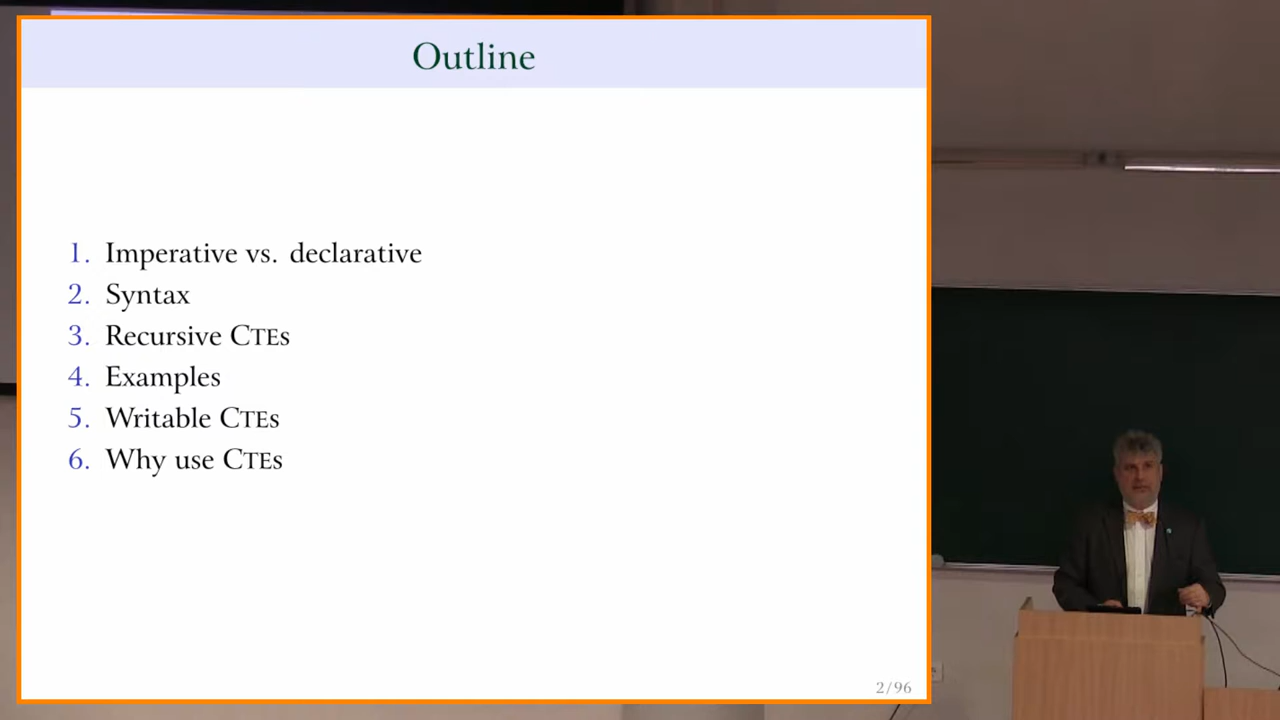 Outline
1. Imperative vs. declarative
2. Syntax
3. Recursive CTEs
4. Examples
5. Writable CTEs
6. Why use CTEs
2/96